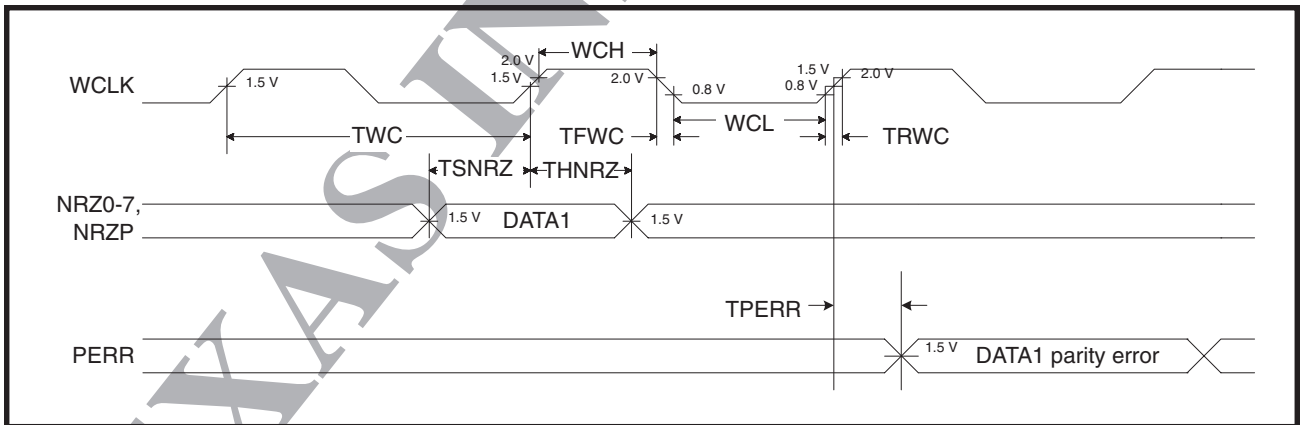 WCLK
1.5 V
2.0 V
1.5 V
WCH
2.0 V
0.8 V
1.5 V
0.8 V
2.0 V
TWC
TFWC
WCL
TRWC
TSNRZ
THNRZ
NRZ0-7,
NRZP
1.5 V
DATA1
1.5 V
TPERR
PERR
1.5 V
DATA1 parity error
EXAS IN